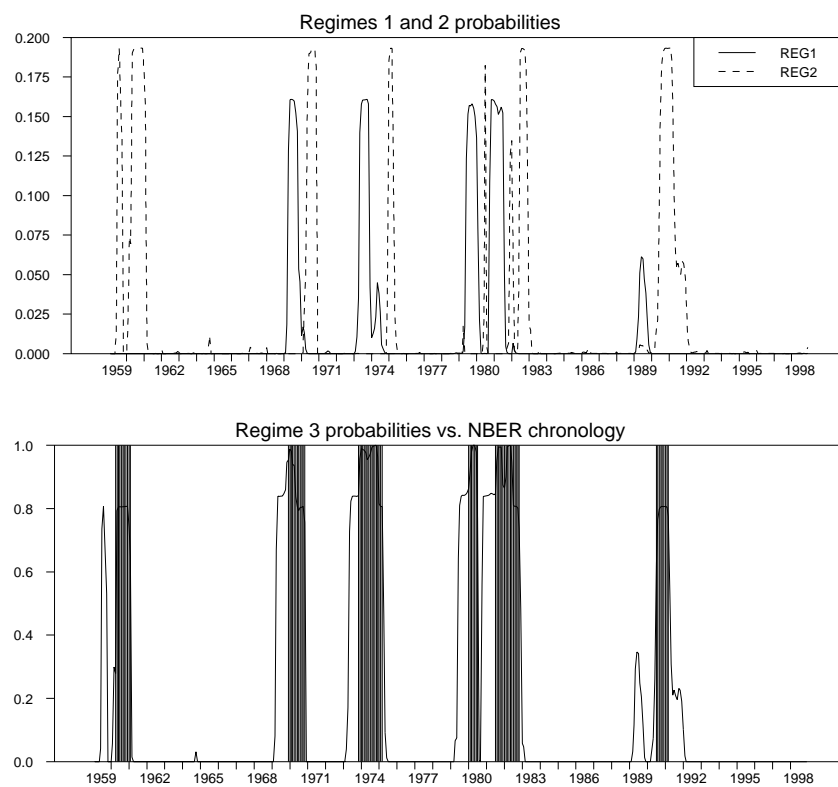 Regimes 1 and 2 probabilities
0.200
0.175
0.150
0.125
0.100
0.075
0.050
0.025
0.000
REG1
REG2
1959 1962 1965 1968 1971 1974 1977 1980 1983 1986 1989 1992 1995 1998
Regime 3 probabilities vs. NBER chronology
1.0
0.8
0.6
0.4
0.2
0.0
1959 1962 1965 1968 1971 1974 1977 1980 1983 1986 1989 1992 1995 1998